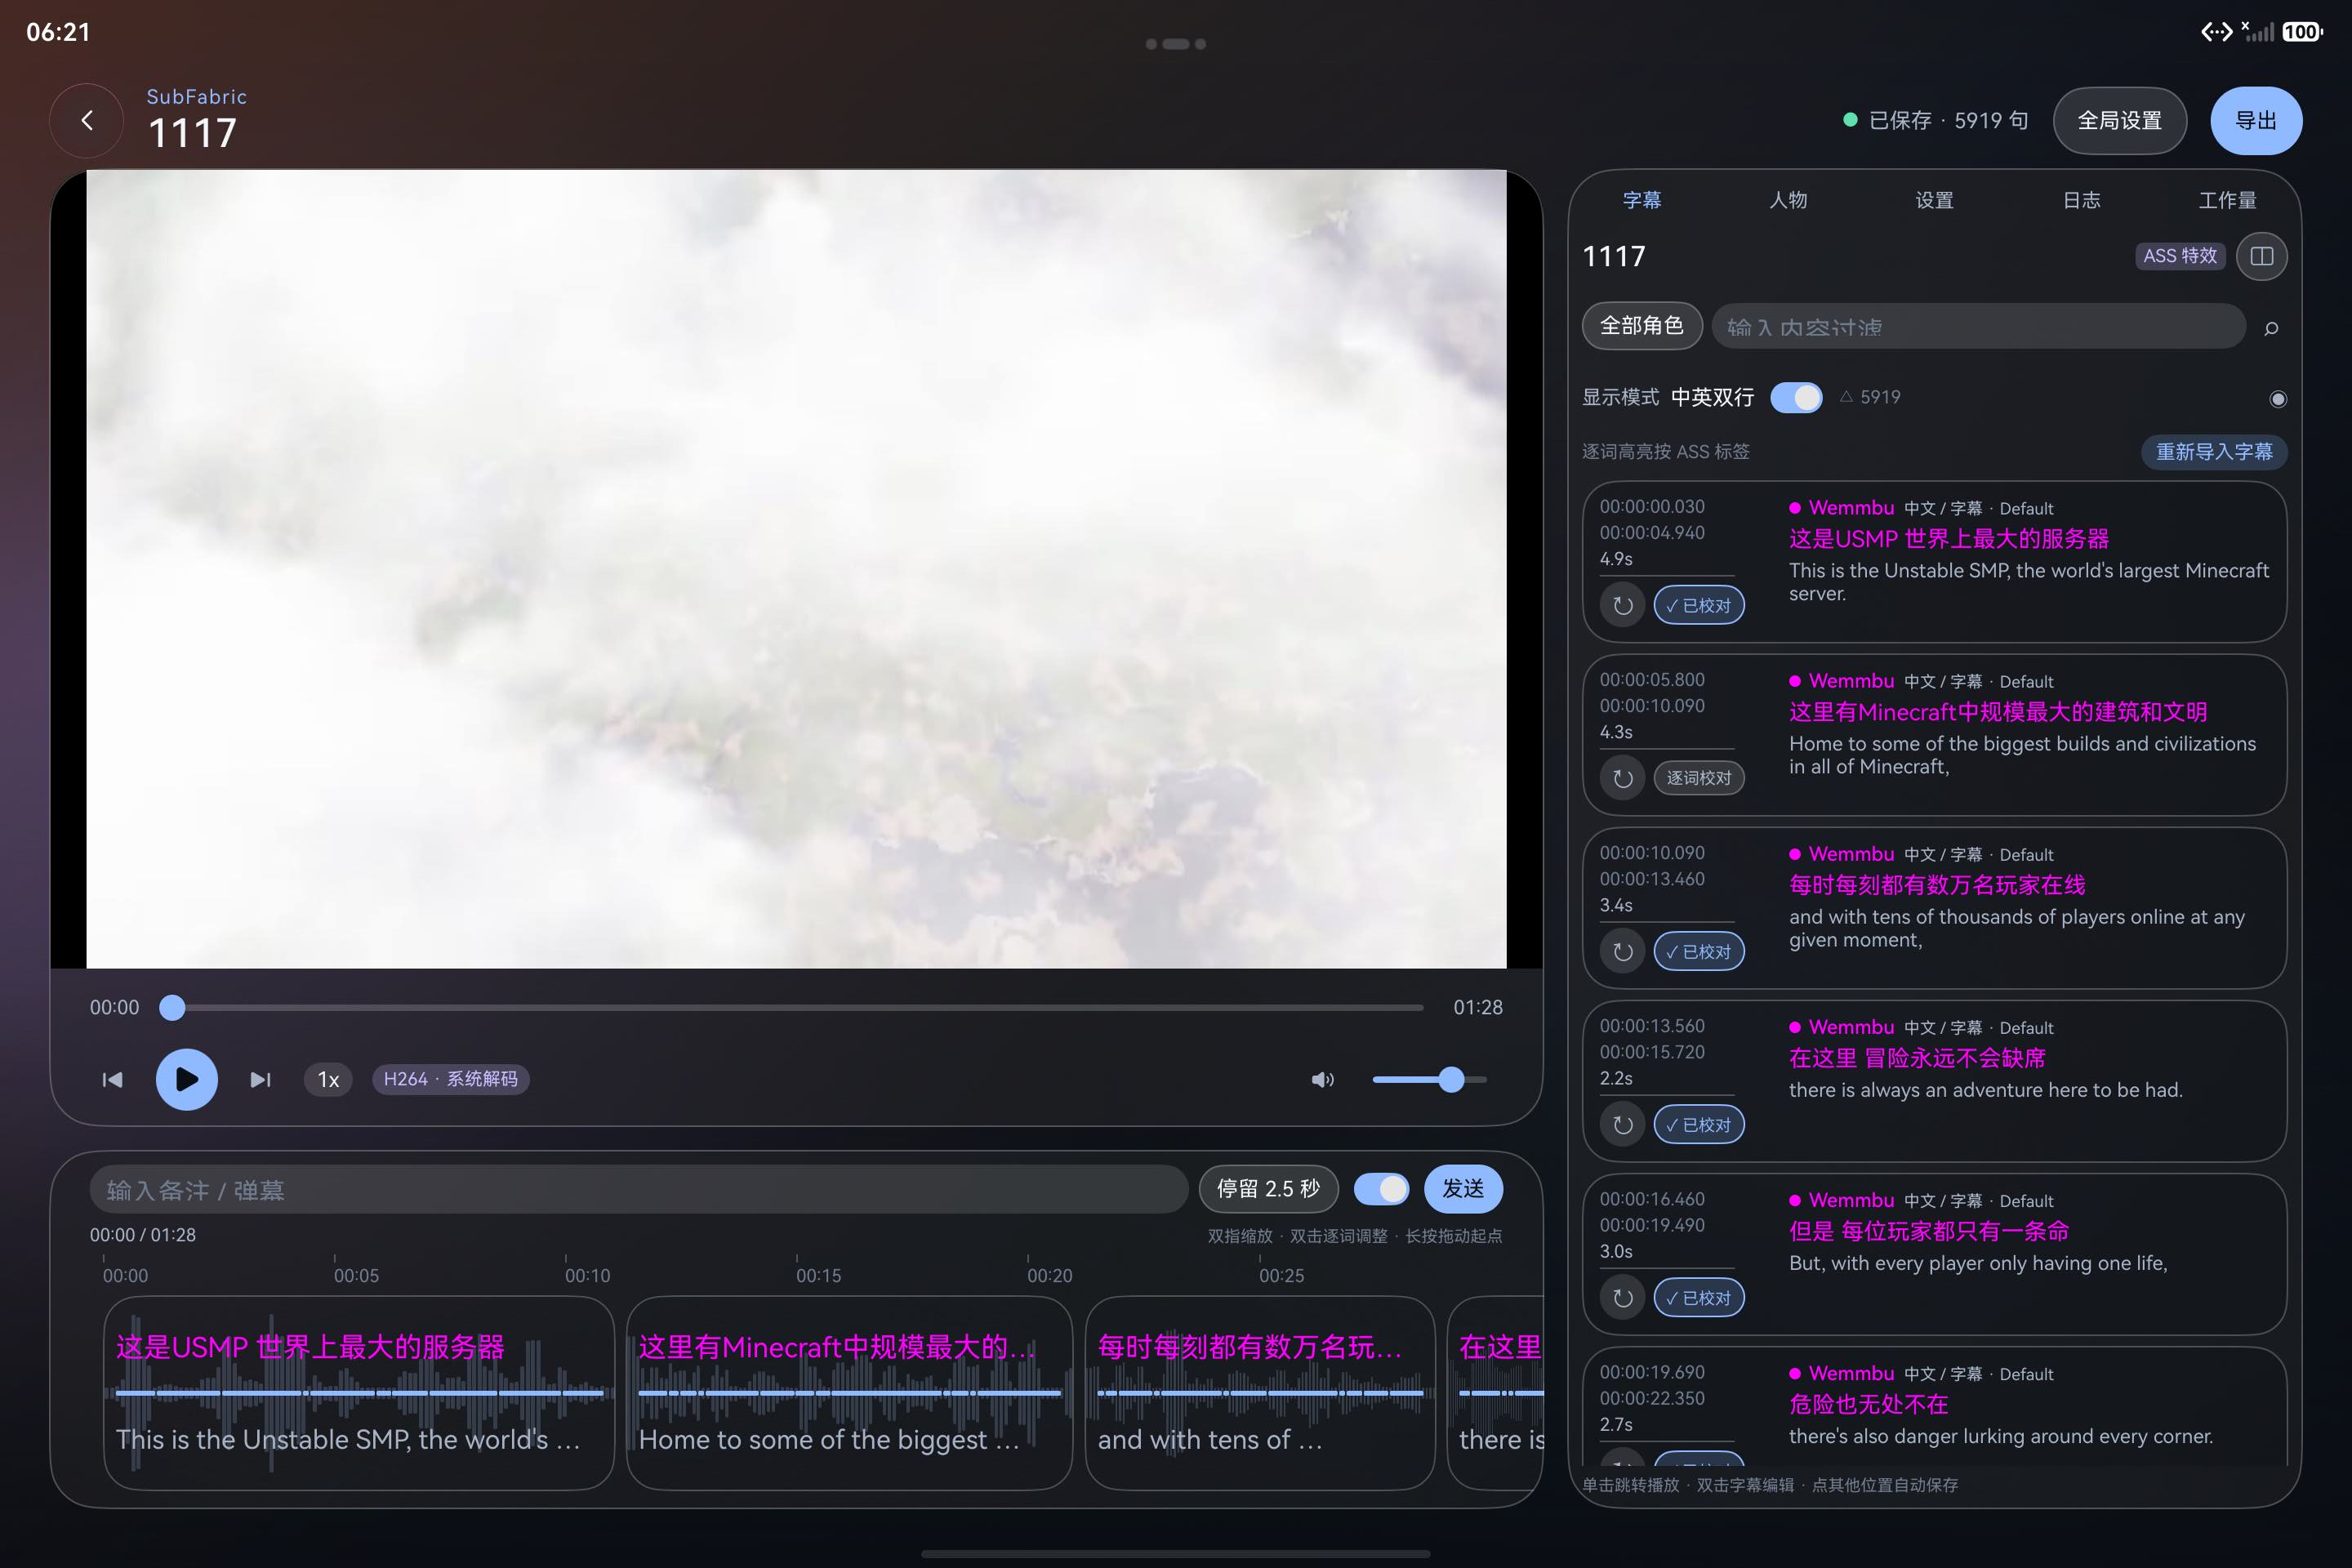 06:21
100
SubFabric
1117
已保存 · 5919 句
全局设置
导出
00:00
01:28
1x
H264 · 系统解码
输入备注 / 弹幕
停留 2.5 秒
发送
00:00 / 01:28
双指缩放 · 双击逐词调整 · 长按拖动起点
00:00
00:05
00:10
00:15
00:20
00:25
这是USMP 世界上最大的服务器
This is the Unstable SMP, the world's ...
这里有Minecraft中规模最大的...
Home to some of the biggest ...
每时每刻都有数万名玩...
and with tens of ...
在这里
there is
字幕
人物
设置
日志
工作量
1117
ASS 特效
全部角色
输入内容过滤
显示模式 中英双行
△ 5919
逐词高亮按 ASS 标签
重新导入字幕
00:00:00.030
00:00:04.940
4.9s
✓ 已校对
Wemmbu 中文 / 字幕 · Default
这是USMP 世界上最大的服务器
This is the Unstable SMP, the world's largest Minecraft
server.
00:00:05.800
00:00:10.090
4.3s
逐词校对
Wemmbu 中文 / 字幕 · Default
这里有Minecraft中规模最大的建筑和文明
Home to some of the biggest builds and civilizations
in all of Minecraft,
00:00:10.090
00:00:13.460
3.4s
✓ 已校对
Wemmbu 中文 / 字幕 · Default
每时每刻都有数万名玩家在线
and with tens of thousands of players online at any
given moment,
00:00:13.560
00:00:15.720
2.2s
✓ 已校对
Wemmbu 中文 / 字幕 · Default
在这里 冒险永远不会缺席
there is always an adventure here to be had.
00:00:16.460
00:00:19.490
3.0s
✓ 已校对
Wemmbu 中文 / 字幕 · Default
但是 每位玩家都只有一条命
But, with every player only having one life,
00:00:19.690
00:00:22.350
2.7s
✓ 已校对
Wemmbu 中文 / 字幕 · Default
危险也无处不在
there's also danger lurking around every corner.
单击跳转播放 · 双击字幕编辑 · 点其他位置自动保存